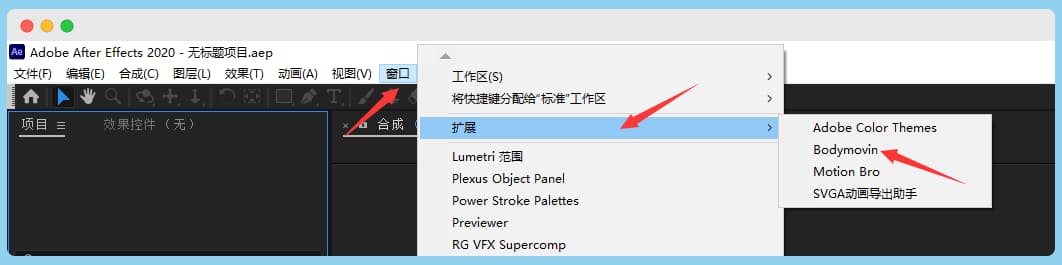 Ae Adobe After Effects 2020 - 无标题项目.aep
文件(F) 编辑(E) 合成(C) 图层(L) 效果(T) 动画(A) 视图(V) 窗口
工作区(S)
将快捷键分配给“标准”工作区
项目 效果控件（无）
合成
扩展
Lumetri 范围
Plexus Object Panel
Power Stroke Palettes
Previewer
RG VFX Supercomp
Adobe Color Themes
Bodymovin
Motion Bro
SVGA动画导出助手